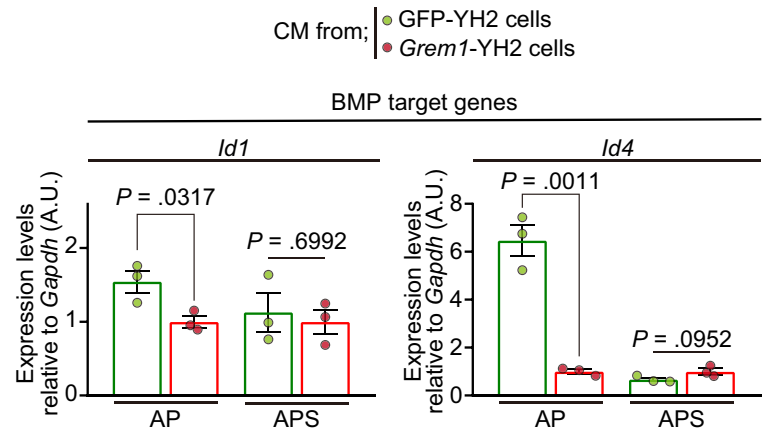 CM from;
GFP-YH2 cells
Grem1-YH2 cells
BMP target genes
Id1
Expression levels
relative to Gapdh (A.U.)
2
1
0
P = .0317
P = .6992
AP
APS
Id4
Expression levels
relative to Gapdh (A.U.)
8
6
4
2
0
P = .0011
P = .0952
AP
APS